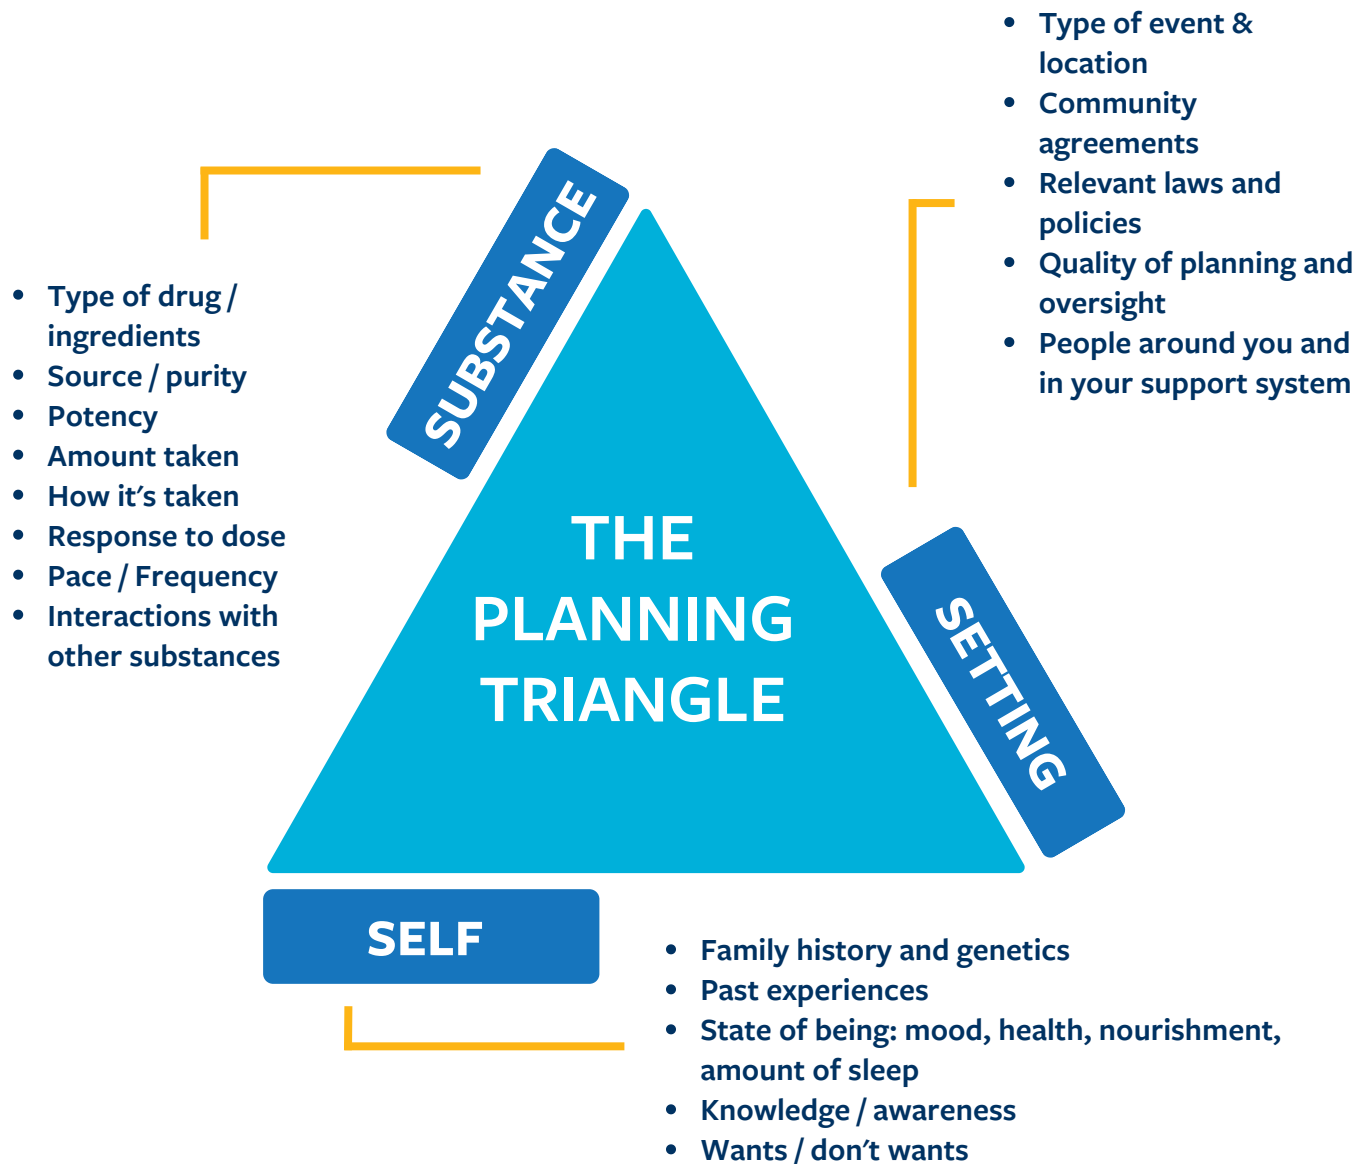 • Type of event &
location
• Community
agreements
• Relevant laws and
policies
• Quality of planning and
oversight
• People around you and
in your support system
SUBSTANCE
• Type of drug /
ingredients
• Source / purity
• Potency
• Amount taken
• How it's taken
• Response to dose
• Pace / Frequency
• Interactions with
other substances
THE
PLANNING
TRIANGLE
SETTING
SELF
• Family history and genetics
• Past experiences
• State of being: mood, health, nourishment,
amount of sleep
• Knowledge / awareness
• Wants / don't wants